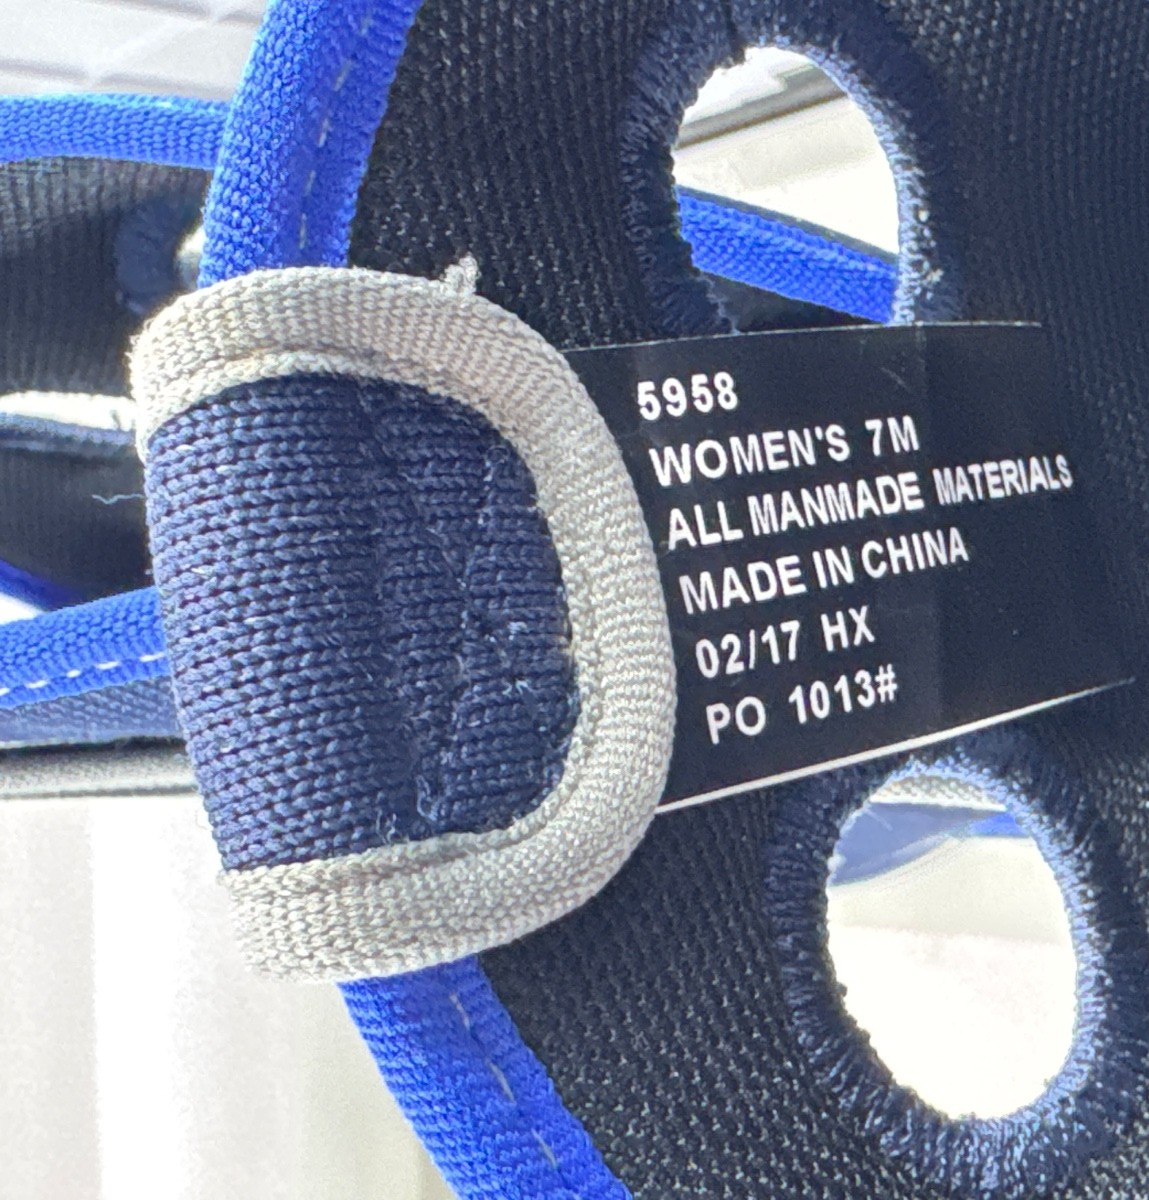 5958
WOMEN'S 7M
ALL MANMADE MATERIALS
MADE IN CHINA
02/17 HX
PO 1013#